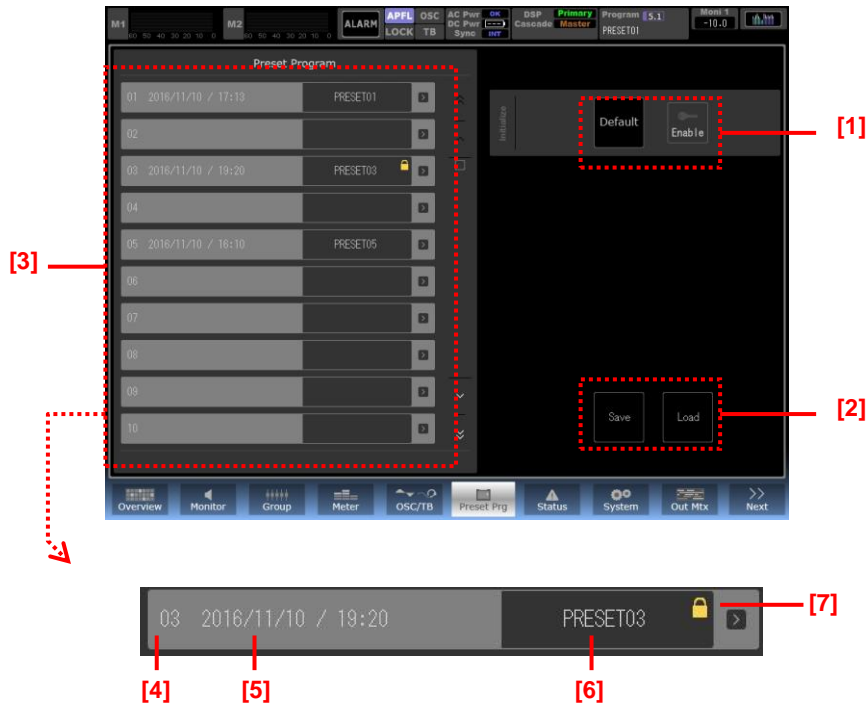 M1
60 50 40 30 20 10 0
M2
60 50 40 30 20 10 0
ALARM
APFL OSC
LOCK TB
AC Pwr OK
DC Pwr
Sync INT
DSP Primary
Cascade Master
Program 5.1
PRESET01
Moni 1
-10.0
Preset Program
01 2016/11/10 / 17:13 PRESET01
02
03 2016/11/10 / 19:20 PRESET03
04
05 2016/11/10 / 16:10 PRESET05
06
07
08
09
10
Initialize
Default
Enable
[1]
[3]
Save
Load
[2]
Overview
Monitor
Group
Meter
OSC/TB
Preset Prg
Status
System
Out Mtx
Next
03 2016/11/10 / 19:20 PRESET03
[7]
[4]
[5]
[6]